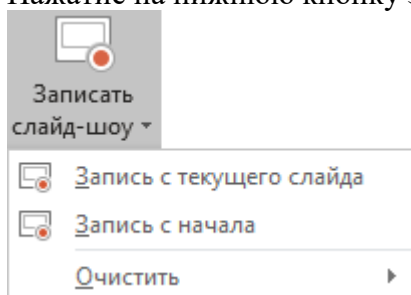 Нажатие на нижнюю кнопку
Записать
слайд-шоу
Запись с текущего слайда
Запись с начала
Очистить